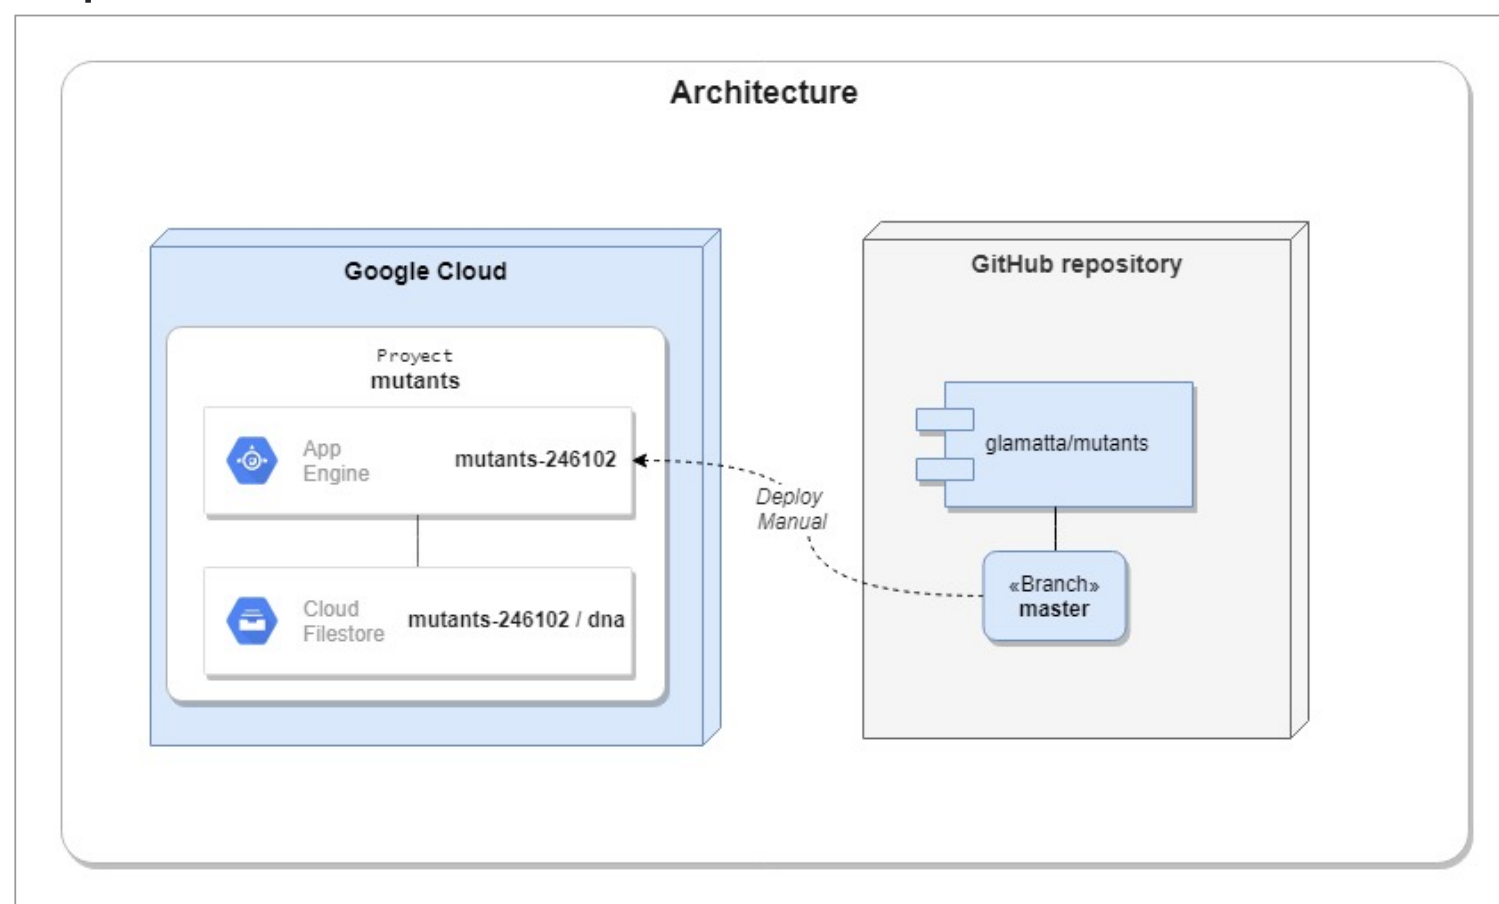 Architecture
Google Cloud
Proyect
mutants
App
Engine
mutants-246102
Cloud
Filestore
mutants-246102 / dna
Deploy
Manual
GitHub repository
glamatta/mutants
«Branch»
master